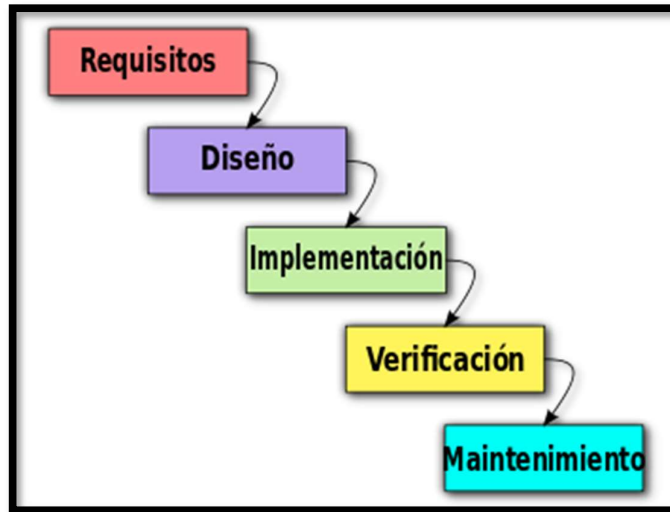 Requisitos
Diseño
Implementación
Verificación
Maintenimiento